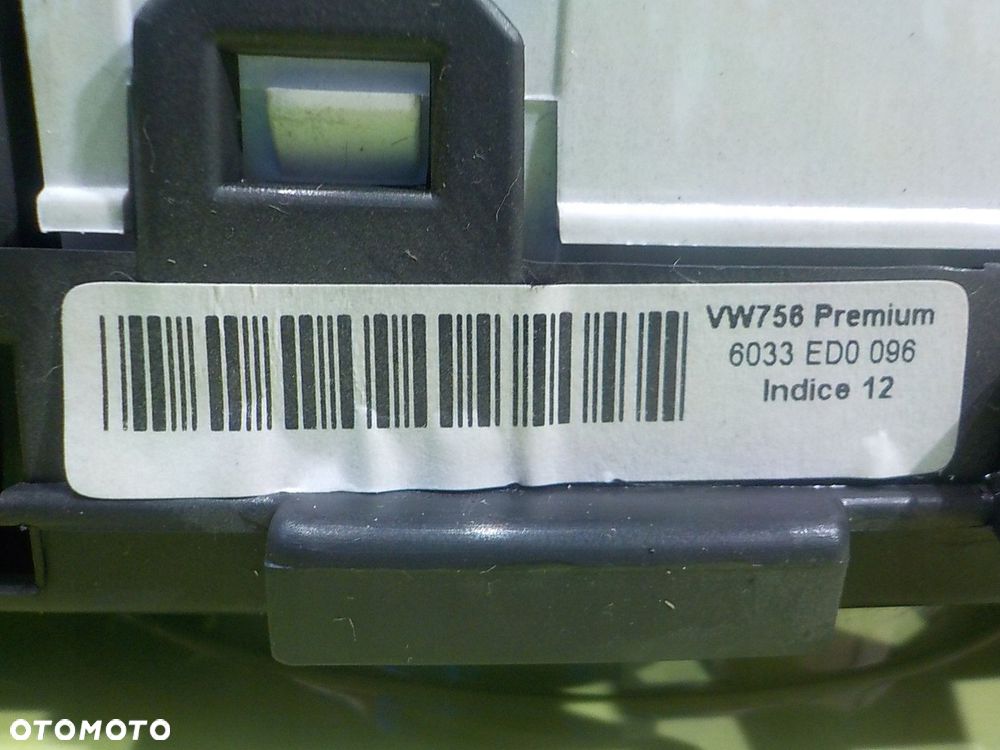 VW756 Premium
6033 ED0 096
Indice 12
OTOMOTO